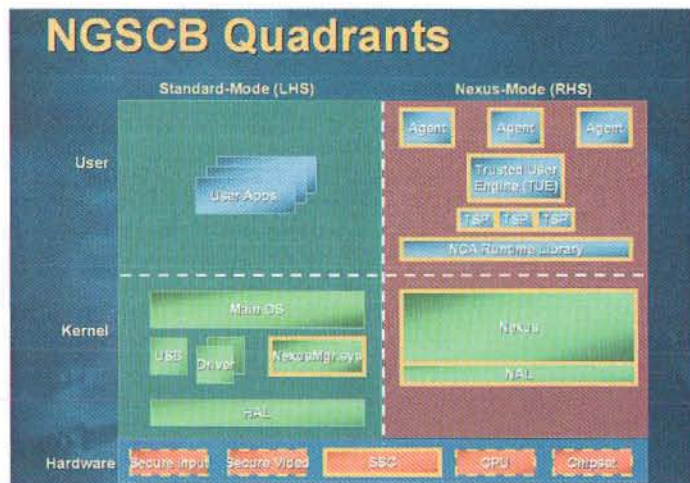 NGSCB Quadrants
Standard-Mode (LHS)
Nexus-Mode (RHS)
User
User Apps
Agent
Agent
Agent
Trusted User
Engine (TUE)
TSP
TSP
TSP
NCA Runtime Library
Kernel
Main OS
USB
Driver
NexusMgr.sys
HAL
Nexus
NAL
Hardware
Secure Input
Secure Video
SSC
CPU
Chipset